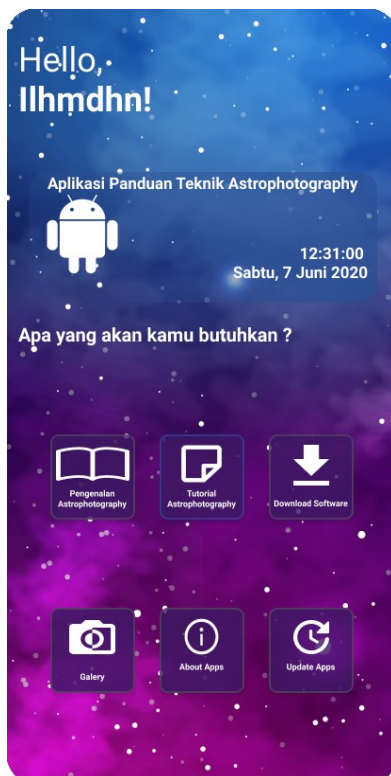 Hello,
Ilhmdhn!
Aplikasi Panduan Teknik Astrophotography
12:31:00
Sabtu, 7 Juni 2020
Apa yang akan kamu butuhkan ?
Pengenalan
Astrophotography
Tutorial
Astrophotography
Download Software
Galery
About Apps
Update Apps